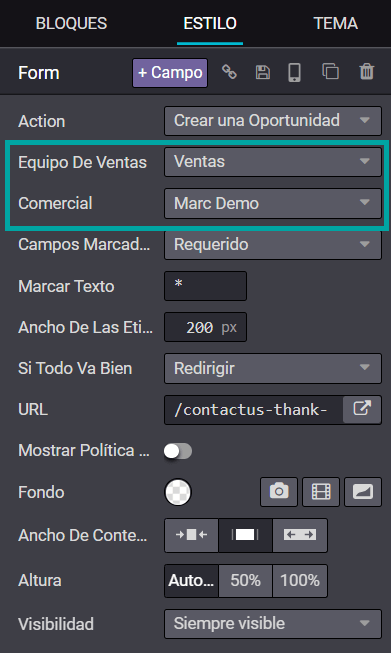 BLOQUES ESTILO TEMA
Form + Campo
Action Crear una Oportunidad
Equipo De Ventas Ventas
Comercial Marc Demo
Campos Marcad... Requerido
Marcar Texto *
Ancho De Las Eti... 200 px
Si Todo Va Bien Redirigir
URL /contactus-thank-
Mostrar Política ...
Fondo
Ancho De Conte...
Altura Auto... 50% 100%
Visibilidad Siempre visible